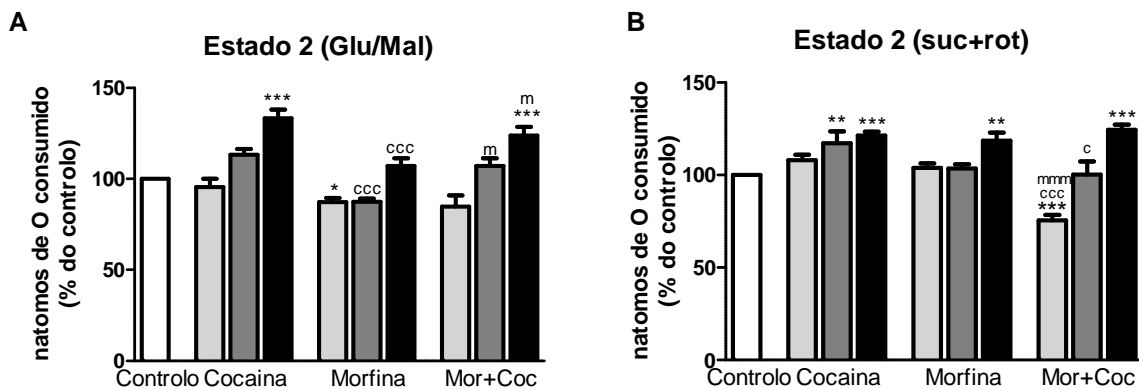 A
Estado 2 (Glu/Mal)
natomos de O consumido
(% do controlo)
150
100
50
0
***
*
ccc
ccc
m
m
***
Controlo Cocaina Morfina Mor+Coc
B
Estado 2 (suc+rot)
natomos de O consumido
(% do controlo)
150
100
50
0
**
***
**
mmm
ccc
***
c
***
Controlo Cocaina Morfina Mor+Coc